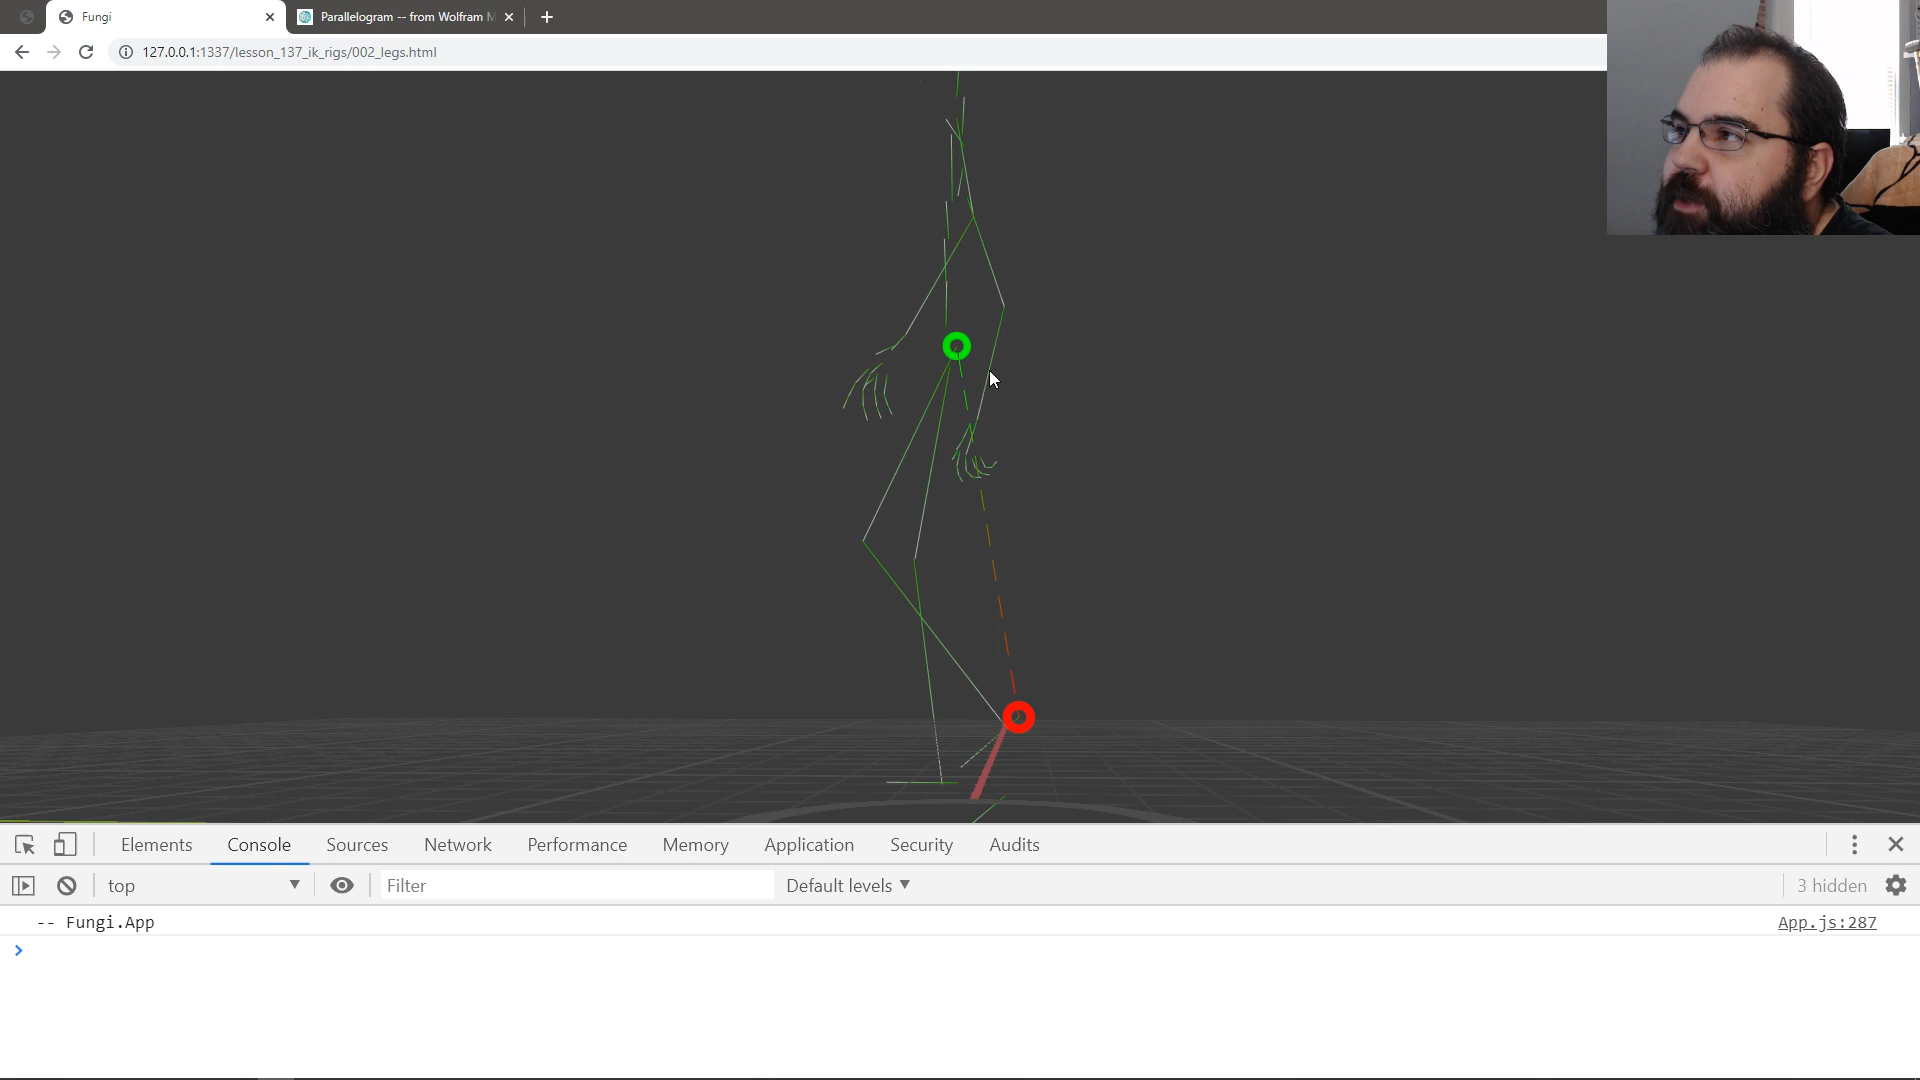 Fungi
Parallelogram -- from Wolfram M
127.0.0.1:1337/lesson_137_ik_rigs/002_legs.html
Elements Console Sources Network Performance Memory Application Security Audits
top Filter Default levels 3 hidden
-- Fungi.App App.js:287